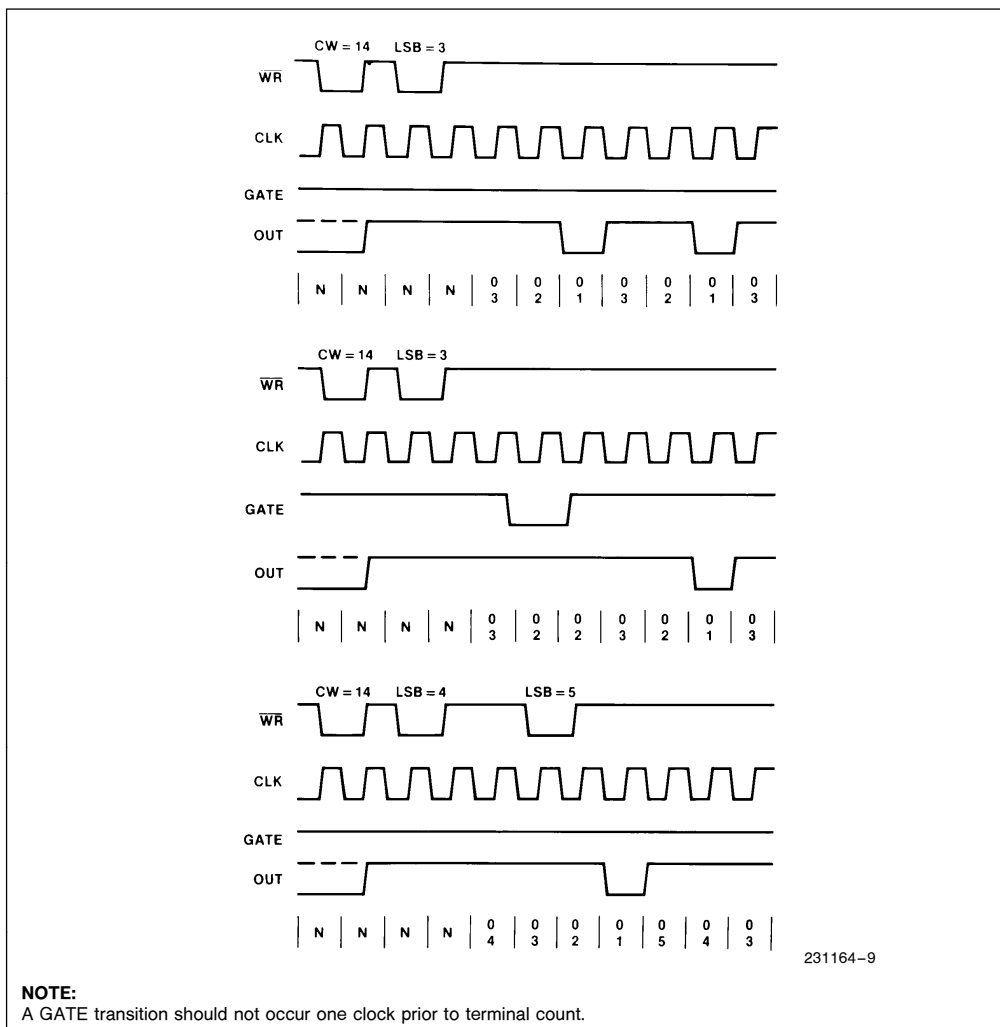 CW = 14 LSB = 3
WR
CLK
GATE
OUT
N N N N 0 0 0 0 0 0 0
3 2 1 3 2 1 3
CW = 14 LSB = 3
WR
CLK
GATE
OUT
N N N N 0 0 0 0 0 0 0
3 2 2 3 2 1 3
CW = 14 LSB = 4 LSB = 5
WR
CLK
GATE
OUT
N N N N 0 0 0 0 0 0 0
4 3 2 1 5 4 3
231164–9
NOTE:
A GATE transition should not occur one clock prior to terminal count.